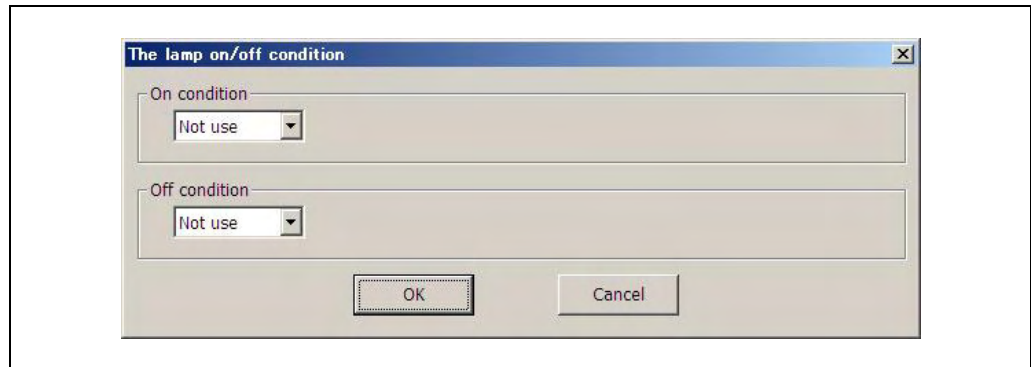 The lamp on/off condition
On condition
Not use
Off condition
Not use
OK Cancel